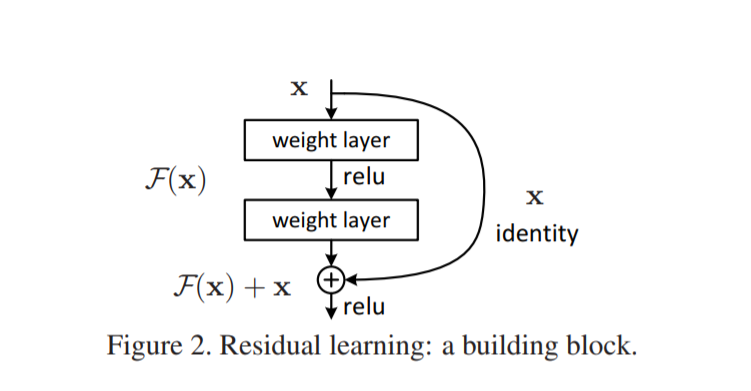 x
weight layer
relu
F(x)
weight layer
x
identity
F(x) + x
+
relu
Figure 2. Residual learning: a building block.